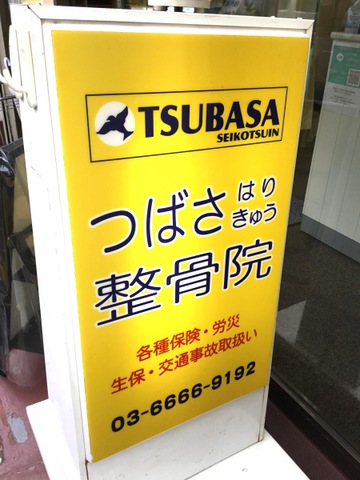 TSUBASA
SEIKOTSUIN
つばさ はり きゅう
整骨院
各種保険・労災
生保・交通事故取扱い
03-6666-9192